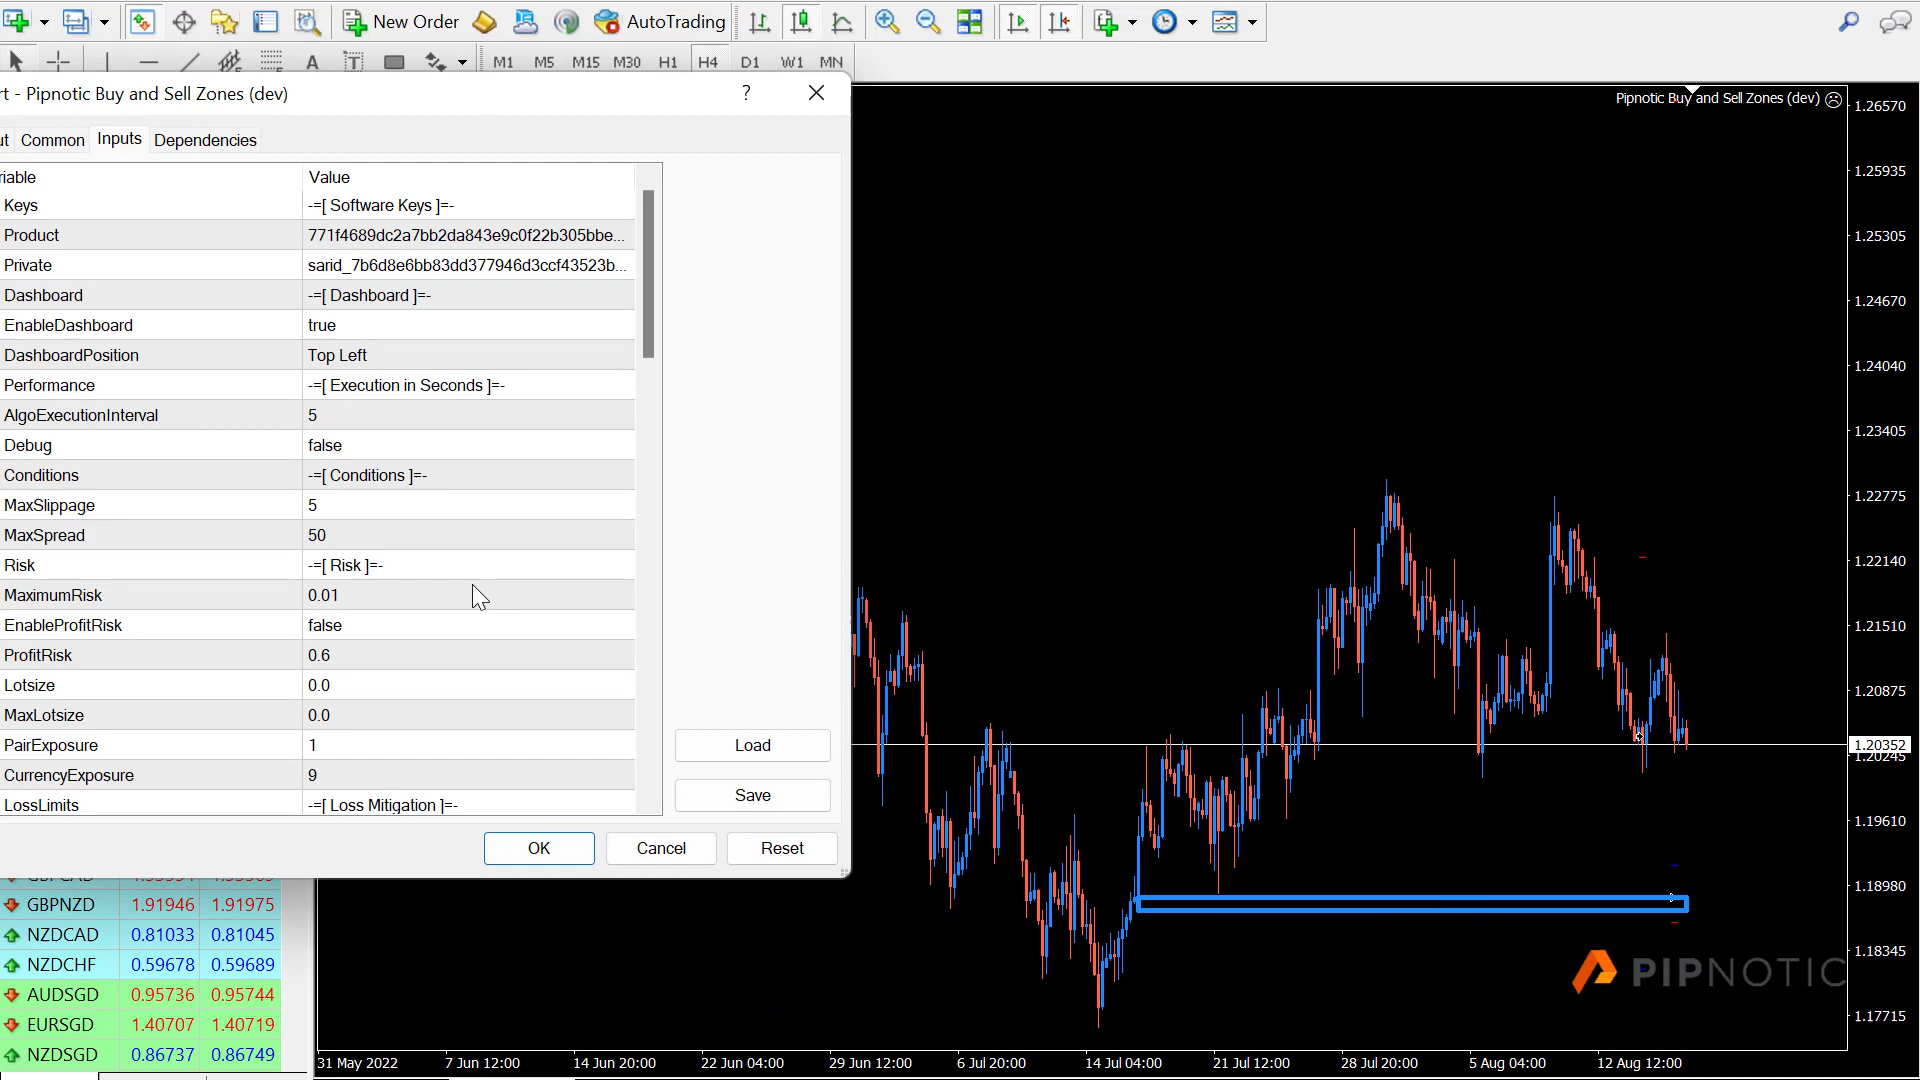 New Order AutoTrading
M1 M5 M15 M30 H1 H4 D1 W1 MN
rt - Pipnotic Buy and Sell Zones (dev) ?
ut Common Inputs Dependencies
riable Value
Keys -=[ Software Keys ]=-
Product 771f4689dc2a7bb2da843e9c0f22b305bbe...
Private sarid_7b6d8e6bb83dd377946d3ccf43523b...
Dashboard -=[ Dashboard ]=-
EnableDashboard true
DashboardPosition Top Left
Performance -=[ Execution in Seconds ]=-
AlgoExecutionInterval 5
Debug false
Conditions -=[ Conditions ]=-
MaxSlippage 5
MaxSpread 50
Risk -=[ Risk ]=-
MaximumRisk 0.01
EnableProfitRisk false
ProfitRisk 0.6
Lotsize 0.0
MaxLotsize 0.0
PairExposure 1
CurrencyExposure 9
LossLimits -=[ Loss Mitigation ]=-
Load
Save
OK Cancel Reset
GBPNZD 1.91946 1.91975
NZDCAD 0.81033 0.81045
NZDCHF 0.59678 0.59689
AUDSGD 0.95736 0.95744
EURSGD 1.40707 1.40719
NZDSGD 0.86737 0.86749
Pipnotic Buy and Sell Zones (dev)
1.26570
1.25935
1.25305
1.24670
1.24040
1.23405
1.22775
1.22140
1.21510
1.20875
1.20352
1.20245
1.19610
1.18980
1.18345
1.17715
PIPNOTIC
31 May 2022 7 Jun 12:00 14 Jun 20:00 22 Jun 04:00 29 Jun 12:00 6 Jul 20:00 14 Jul 04:00 21 Jul 12:00 28 Jul 20:00 5 Aug 04:00 12 Aug 12:00